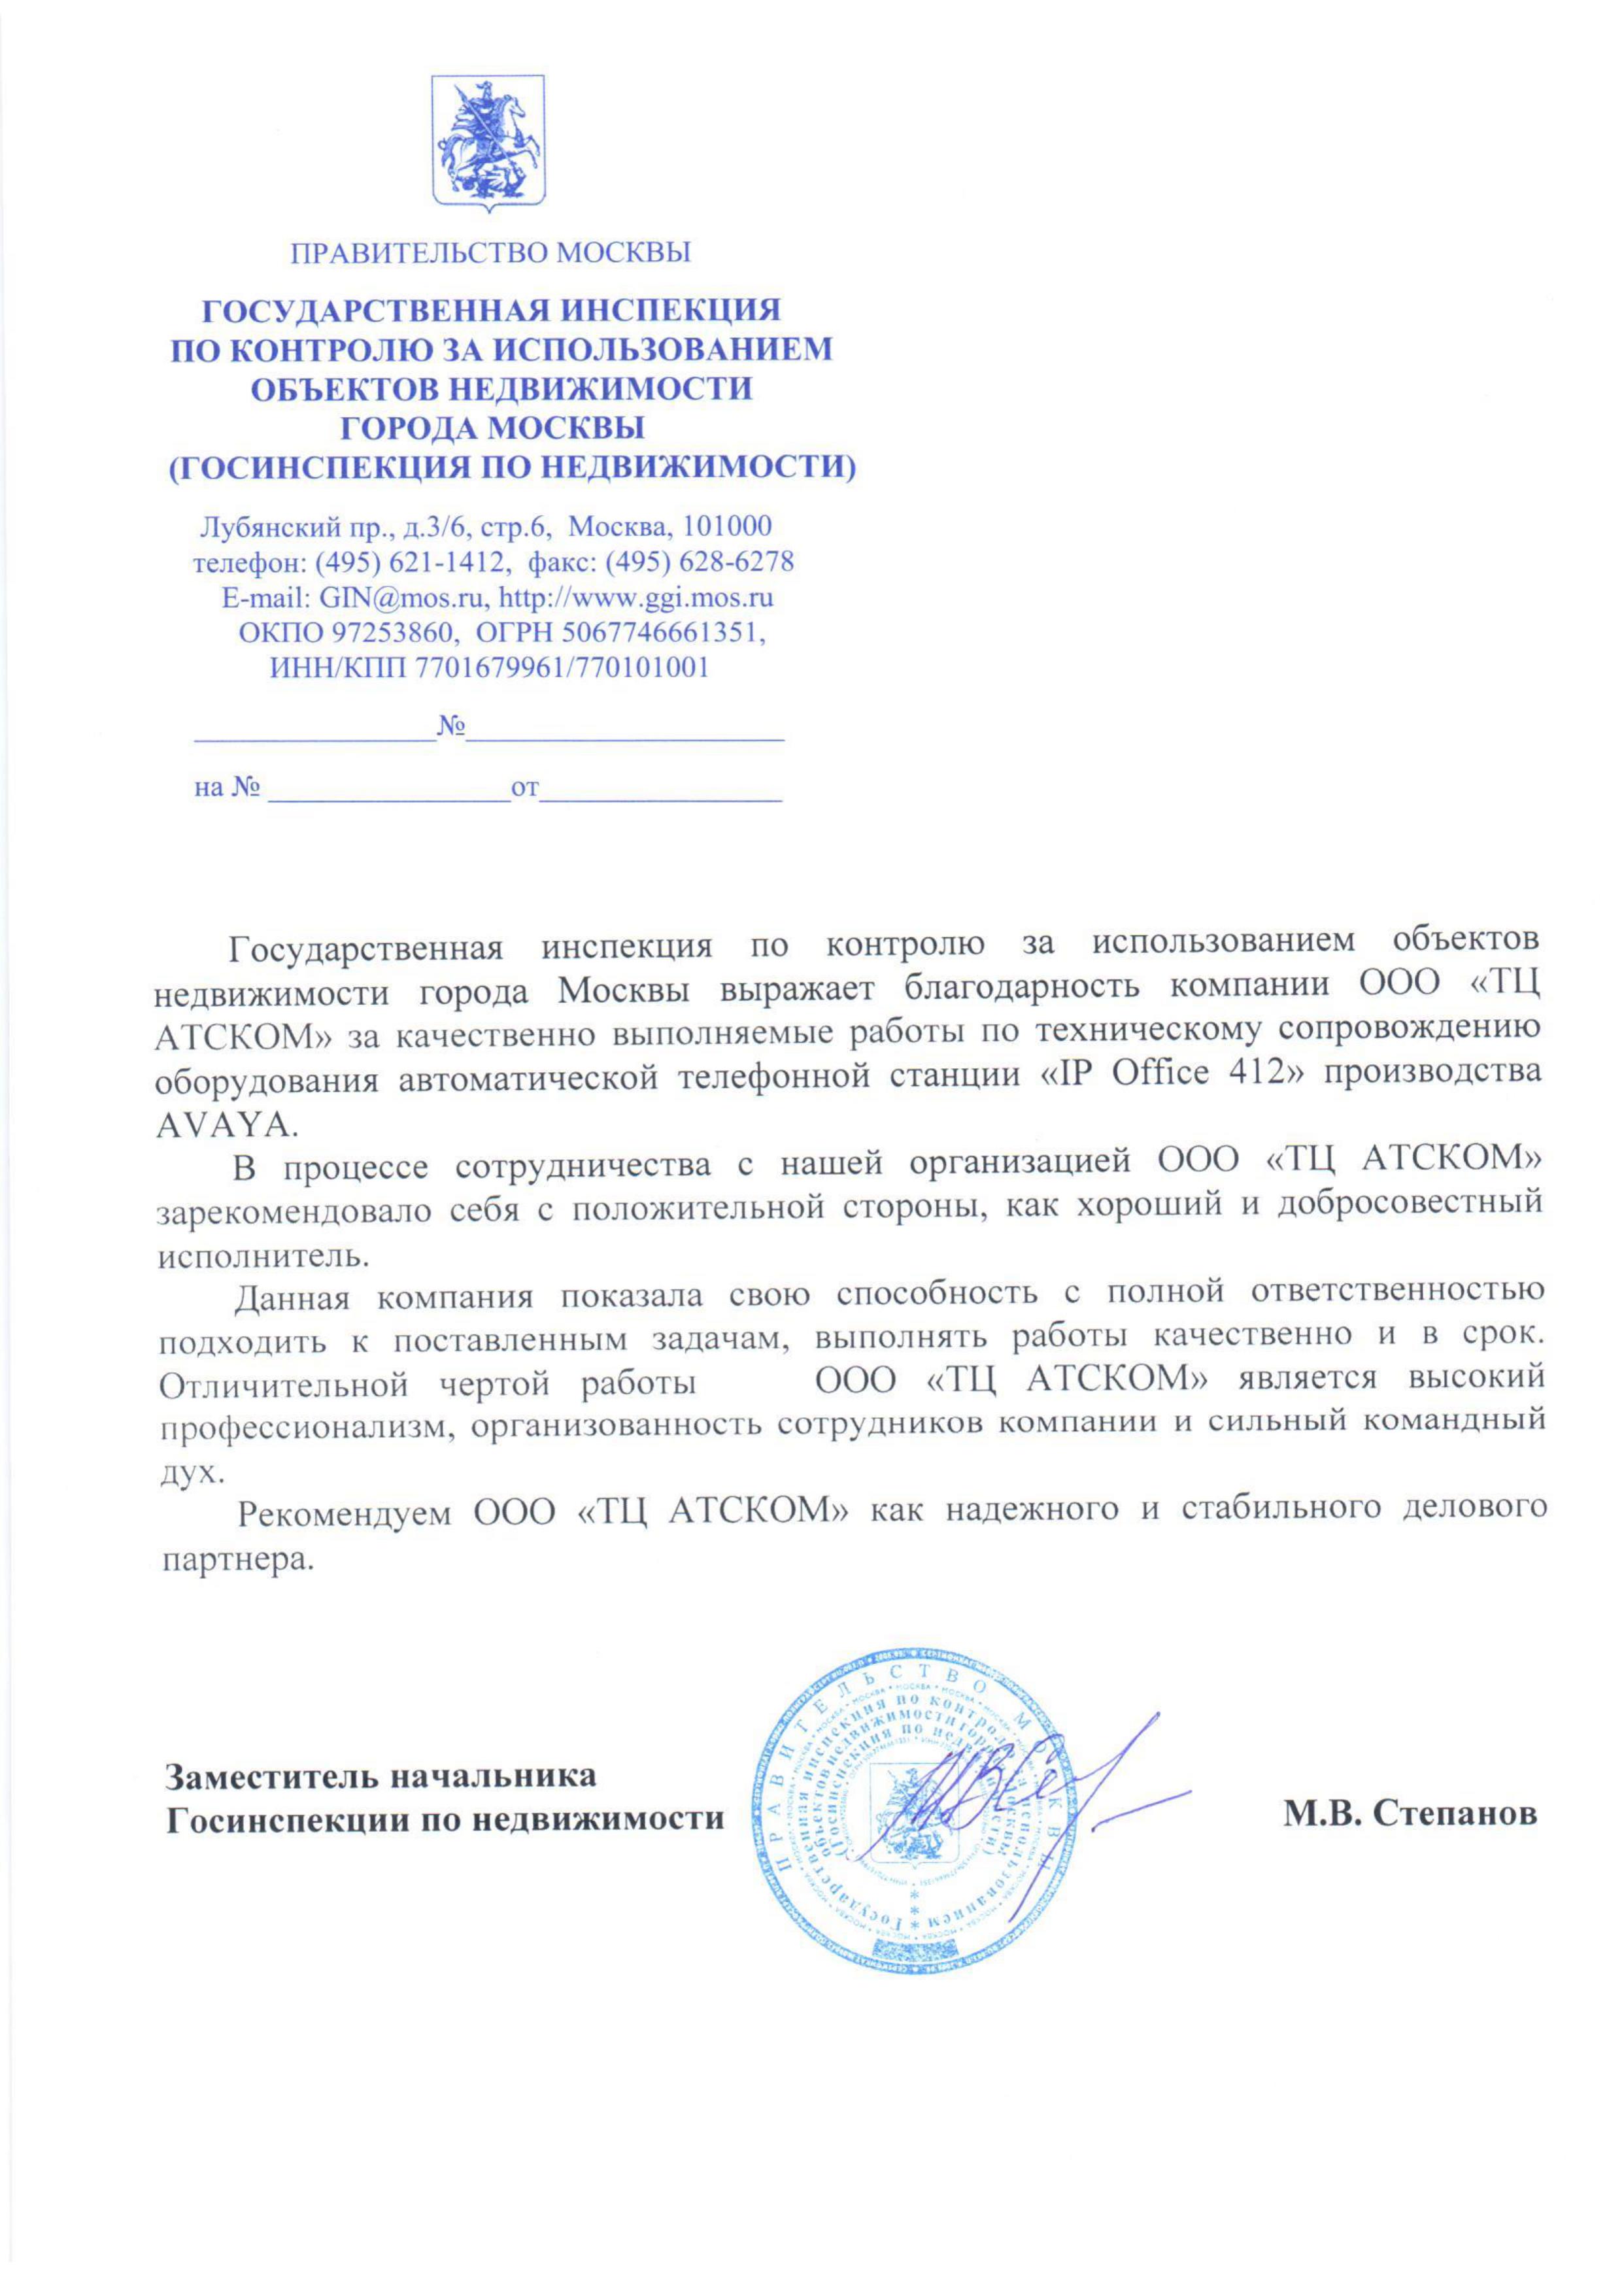 ПРАВИТЕЛЬСТВО МОСКВЫ
ГОСУДАРСТВЕННАЯ ИНСПЕКЦИЯ
ПО КОНТРОЛЮ ЗА ИСПОЛЬЗОВАНИЕМ
ОБЪЕКТОВ НЕДВИЖИМОСТИ
ГОРОДА МОСКВЫ
(ГОСИНСПЕКЦИЯ ПО НЕДВИЖИМОСТИ)
Лубянский пр., д.3/6, стр.6, Москва, 101000
телефон: (495) 621-1412, факс: (495) 628-6278
E-mail: GIN@mos.ru, http://www.ggi.mos.ru
ОКПО 97253860, ОГРН 5067746661351,
ИНН/КПП 7701679961/770101001
________________№_____________________
на № ________________от________________
Государственная инспекция по контролю за использованием объектов
недвижимости города Москвы выражает благодарность компании ООО «ТЦ
АТСКОМ» за качественно выполняемые работы по техническому сопровождению
оборудования автоматической телефонной станции «IP Office 412» производства
AVAYA.
В процессе сотрудничества с нашей организацией ООО «ТЦ АТСКОМ»
зарекомендовало себя с положительной стороны, как хороший и добросовестный
исполнитель.
Данная компания показала свою способность с полной ответственностью
подходить к поставленным задачам, выполнять работы качественно и в срок.
Отличительной чертой работы ООО «ТЦ АТСКОМ» является высокий
профессионализм, организованность сотрудников компании и сильный командный
дух.
Рекомендуем ООО «ТЦ АТСКОМ» как надежного и стабильного делового
партнера.
Заместитель начальника
Госинспекции по недвижимости
М.В. Степанов
ПРАВИТЕЛЬСТВО МОСКВЫ
Государственная инспекция по контролю за использованием
объектов недвижимости города Москвы
(Госинспекция по недвижимости)